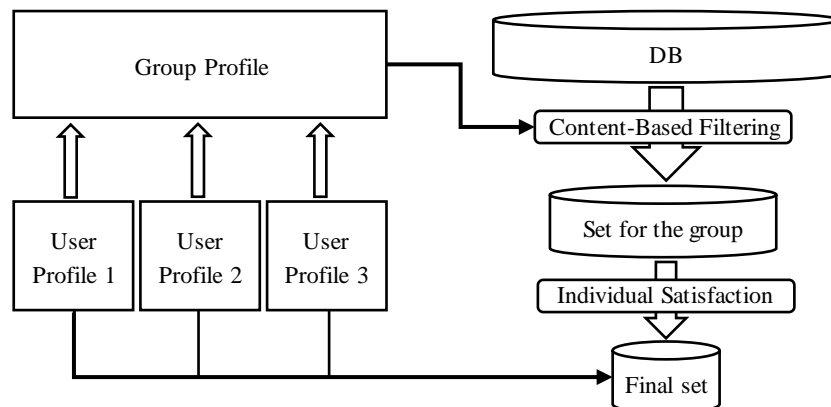 Group Profile
DB
Content-Based Filtering
Set for the group
User
Profile 1
User
Profile 2
User
Profile 3
Individual Satisfaction
Final set